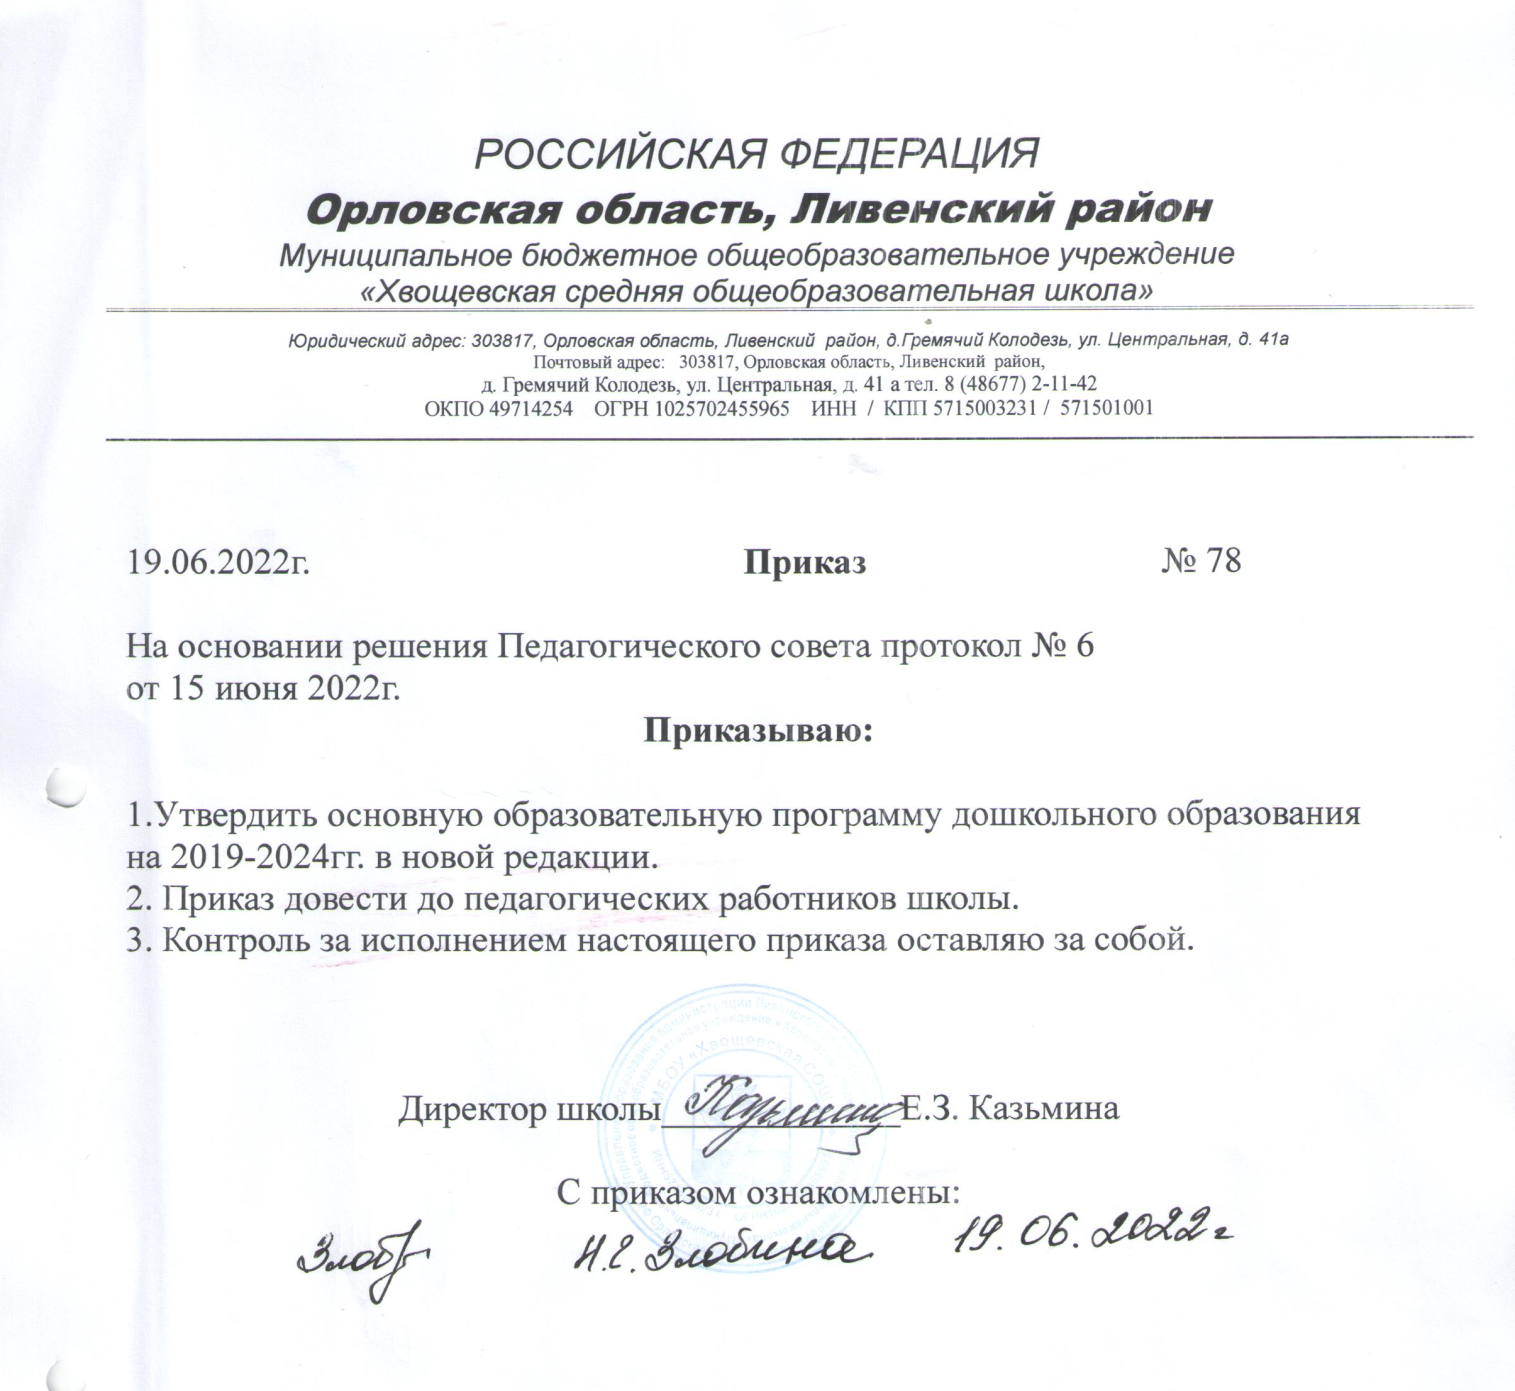 РОССИЙСКАЯ ФЕДЕРАЦИЯ
Орловская область, Ливенский район
Муниципальное бюджетное общеобразовательное учреждение
«Хвощевская средняя общеобразовательная школа»
Юридический адрес: 303817, Орловская область, Ливенский район, д.Гремячий Колодезь, ул. Центральная, д. 41а
Почтовый адрес: 303817, Орловская область, Ливенский район,
д. Гремячий Колодезь, ул. Центральная, д. 41 а тел. 8 (48677) 2-11-42
ОКПО 49714254 ОГРН 1025702455965 ИНН / КПП 5715003231 / 571501001
19.06.2022г. Приказ № 78
На основании решения Педагогического совета протокол № 6
от 15 июня 2022г.
Приказываю:
1.Утвердить основную образовательную программу дошкольного образования
на 2019-2024гг. в новой редакции.
2. Приказ довести до педагогических работников школы.
3. Контроль за исполнением настоящего приказа оставляю за собой.
МБОУ «Хвощевская СОШ»
Директор школы Е.З. Казьмина
С приказом ознакомлены:
Н.Е. Злобина 19.06.2022г